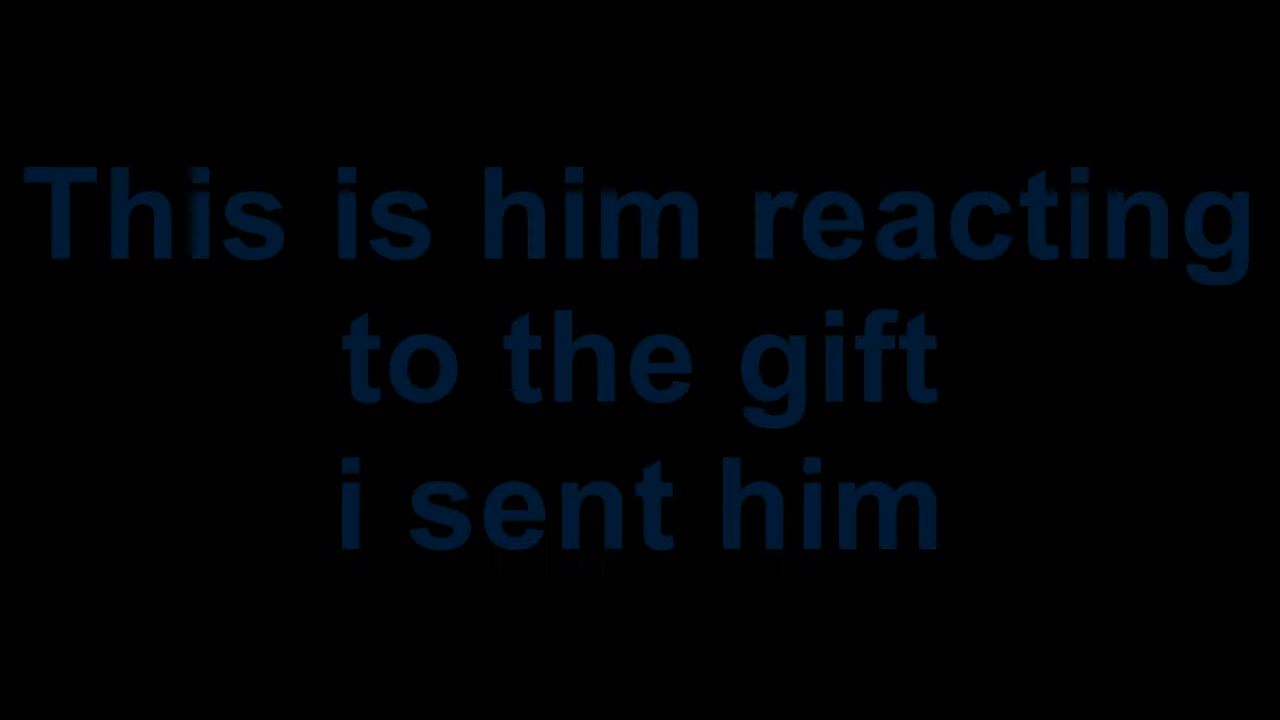 This is him reacting
to the gift
i sent him